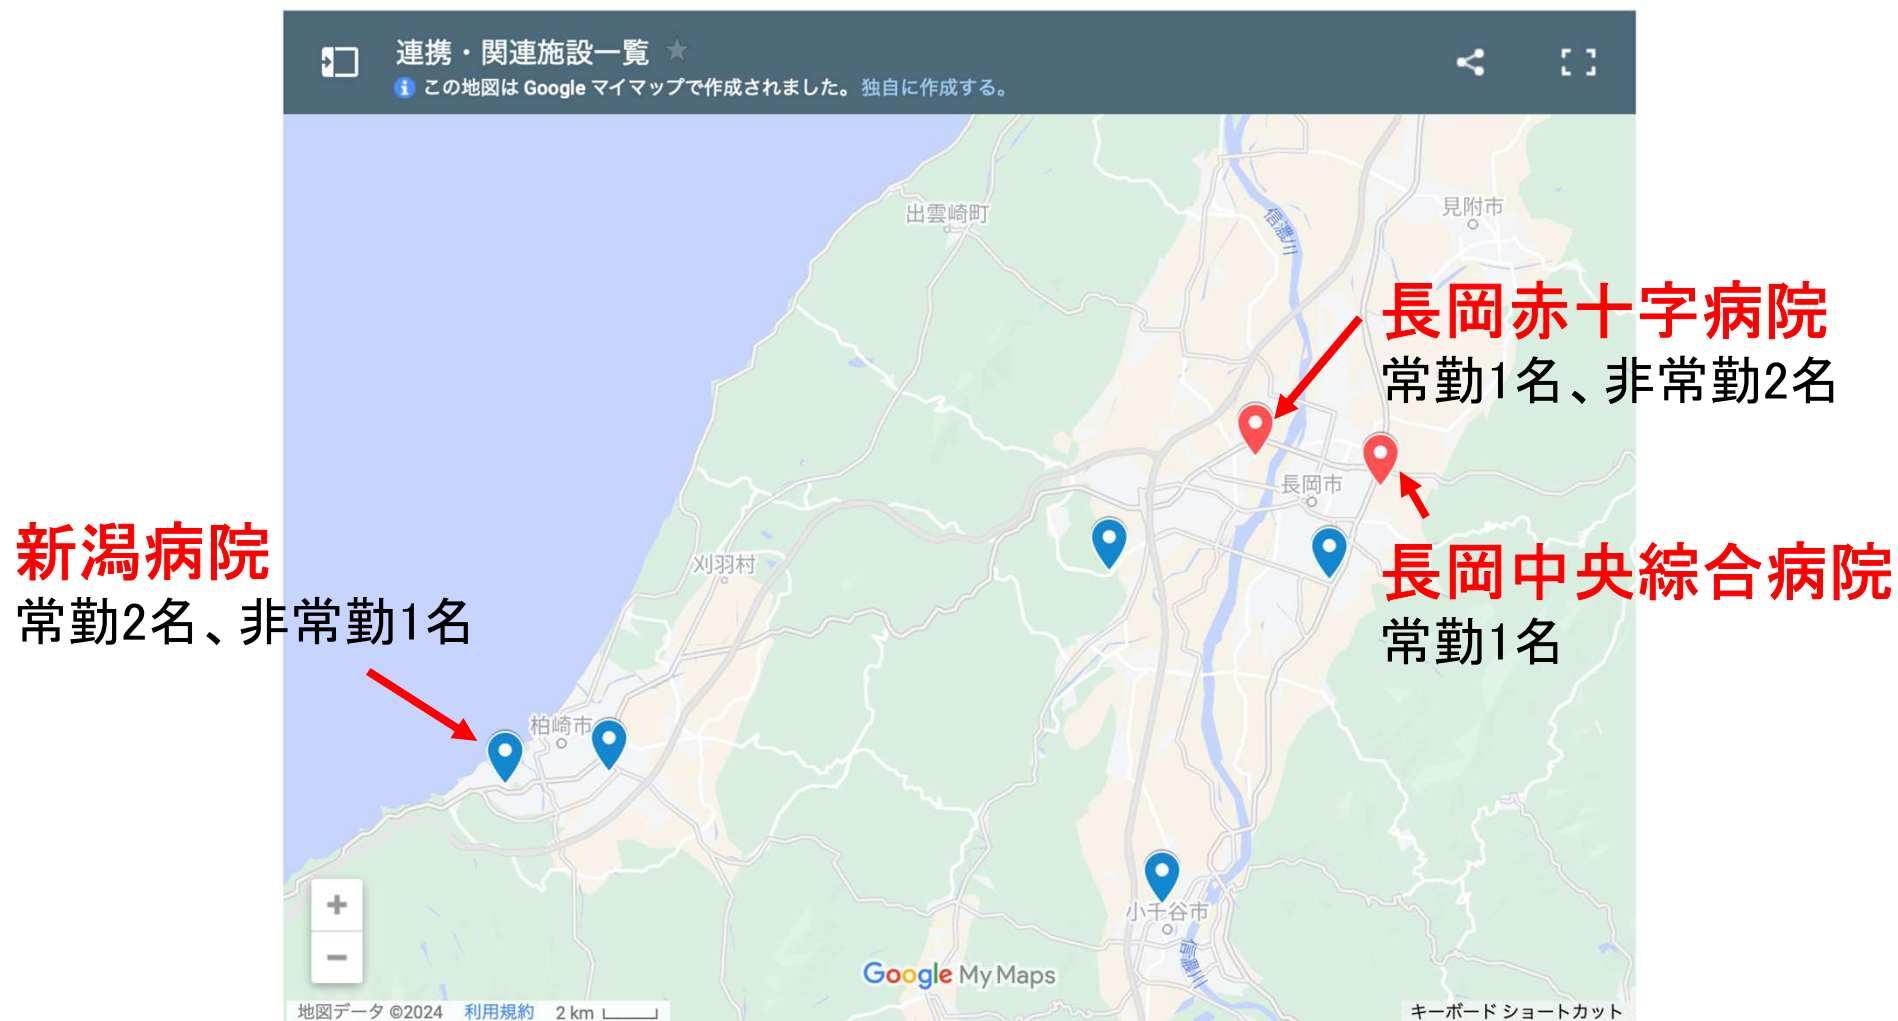 連携・関連施設一覧
この地図は Google マイマップで作成されました。 独自に作成する。
出雲崎町
信濃川
見附市
長岡赤十字病院
常勤1名、非常勤2名
長岡市
新潟病院
常勤2名、非常勤1名
刈羽村
長岡中央綜合病院
常勤1名
柏崎市
小千谷市
信濃川
+
−
Google My Maps
地図データ ©2024 利用規約 2 km
キーボード ショートカット